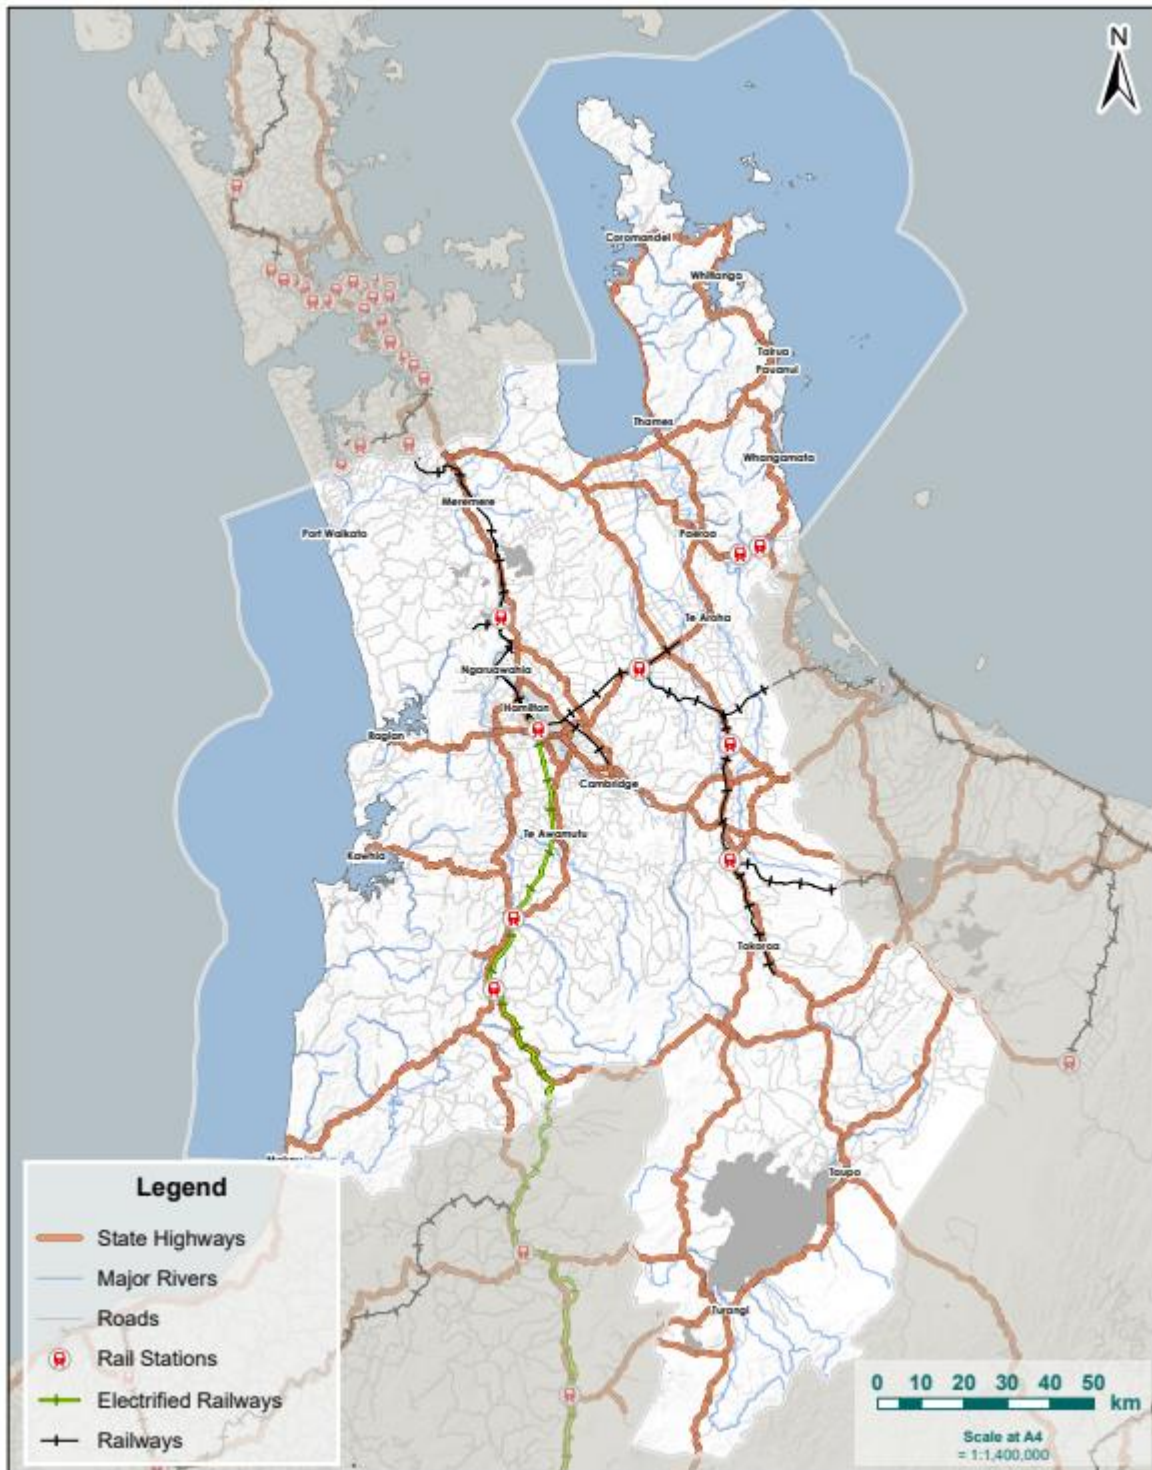 N
Coromandel
Whitianga
Tairua
Pauanui
Thames
Whangamata
Meremere
Port Waikato
Paeroa
Te Aroha
Ngaruawahia
Hamilton
Raglan
Cambridge
Te Awamutu
Kawhia
Tokoroa
Taupo
Turangi
Legend
State Highways
Major Rivers
Roads
Rail Stations
Electrified Railways
Railways
0 10 20 30 40 50
km
Scale at A4
= 1:1,400,000